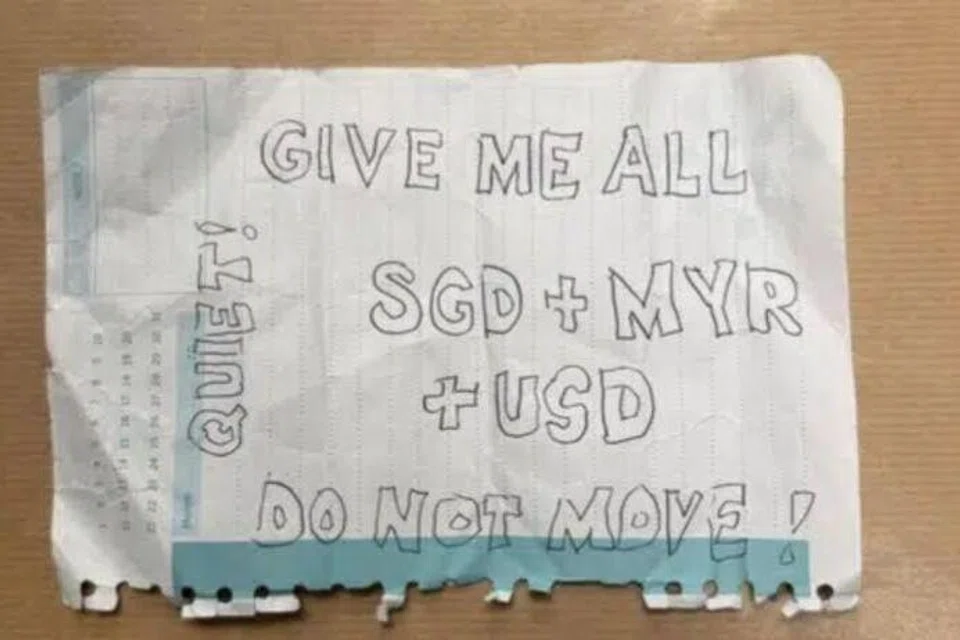 GIVE ME ALL
SGD + MYR
+ USD
DO NOT MOVE!
QUIET!